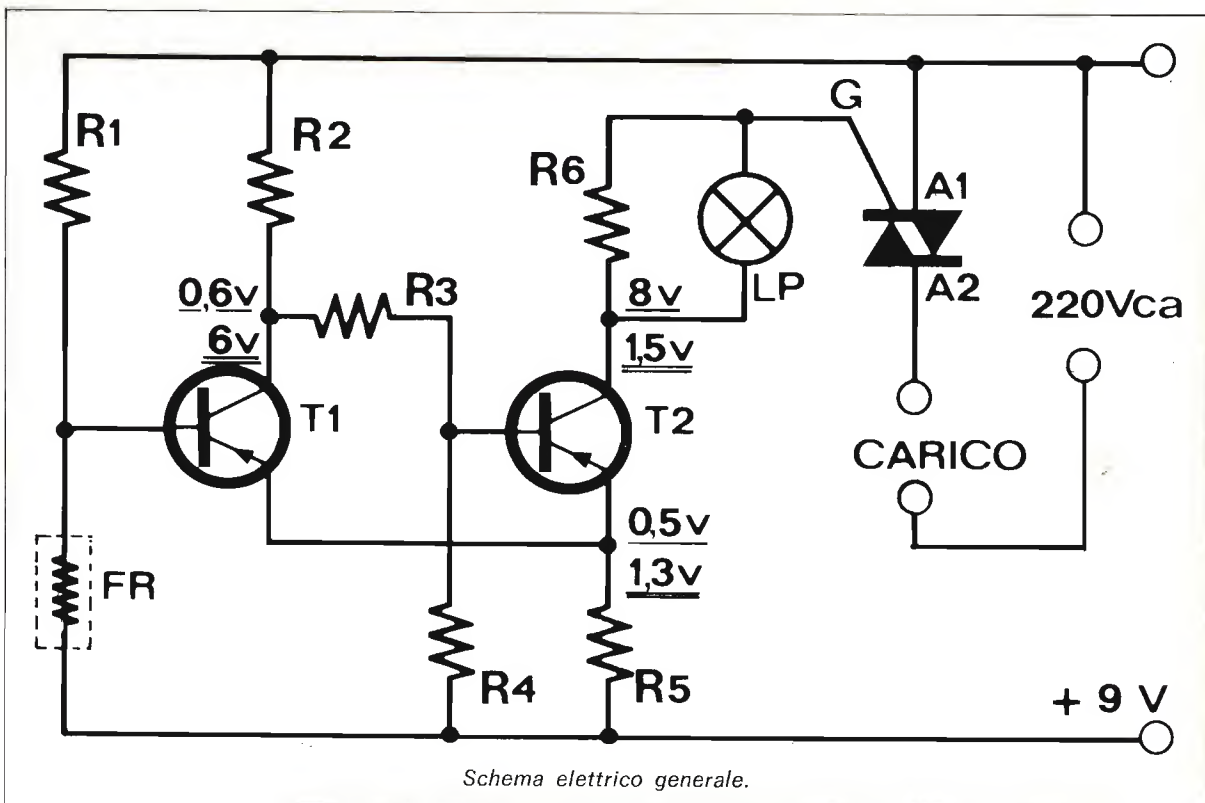 R1
R2
R6
G
A1
A2
LP
220Vca
0,6v
6v
R3
8v
1,5v
T1
T2
CARICO
0,5v
1,3v
FR
R4
R5
+ 9 V
Schema elettrico generale.